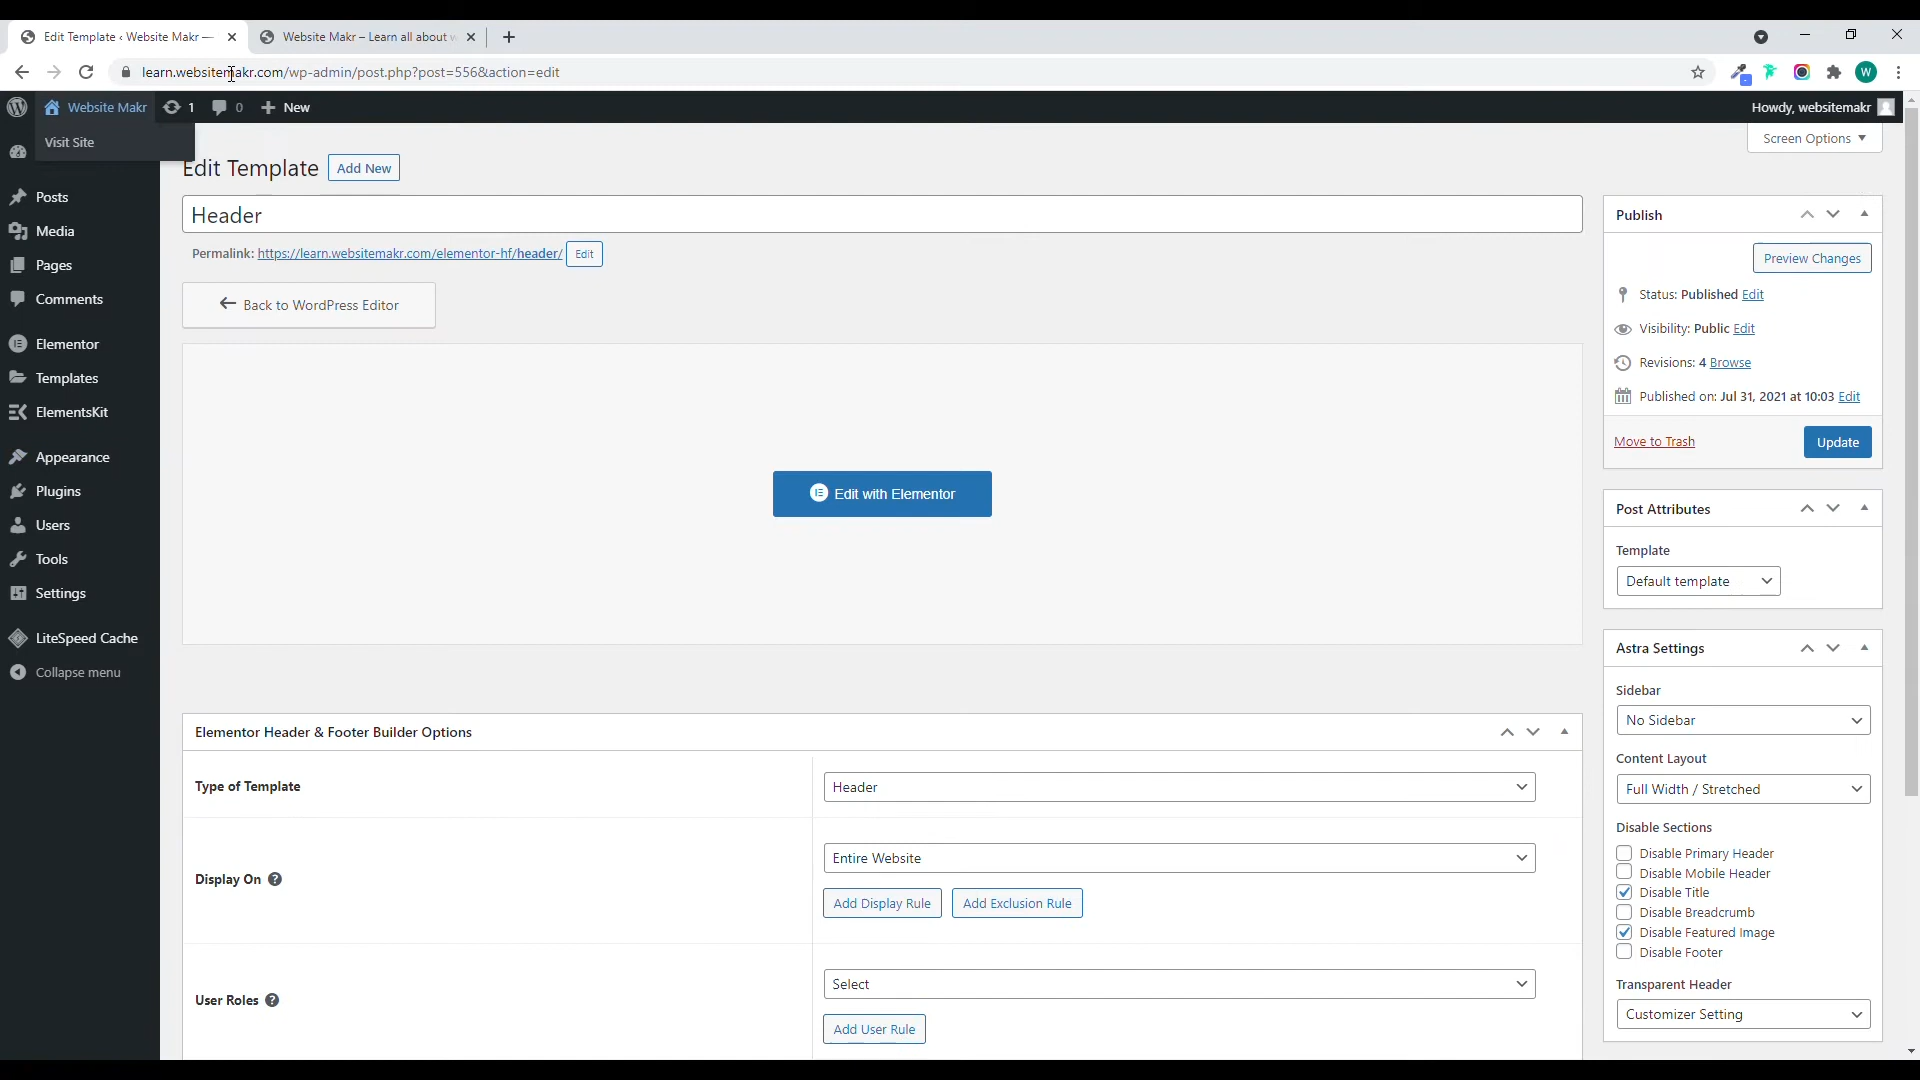 Edit Template ‹ Website Makr —
Website Makr – Learn all about w
learn.websitemakr.com/wp-admin/post.php?post=556&action=edit
W
Website Makr
1
0
New
Howdy, websitemakr
Visit Site
Screen Options
Edit Template
Add New
Posts
Media
Pages
Comments
Elementor
Templates
ElementsKit
Appearance
Plugins
Users
Tools
Settings
LiteSpeed Cache
Collapse menu
Header
Permalink: https://learn.websitemakr.com/elementor-hf/header/ Edit
Back to WordPress Editor
Edit with Elementor
Elementor Header & Footer Builder Options
Type of Template
Header
Display On
Entire Website
Add Display Rule
Add Exclusion Rule
User Roles
Select
Add User Rule
Publish
Preview Changes
Status: Published Edit
Visibility: Public Edit
Revisions: 4 Browse
Published on: Jul 31, 2021 at 10:03 Edit
Move to Trash
Update
Post Attributes
Template
Default template
Astra Settings
Sidebar
No Sidebar
Content Layout
Full Width / Stretched
Disable Sections
Disable Primary Header
Disable Mobile Header
Disable Title
Disable Breadcrumb
Disable Featured Image
Disable Footer
Transparent Header
Customizer Setting